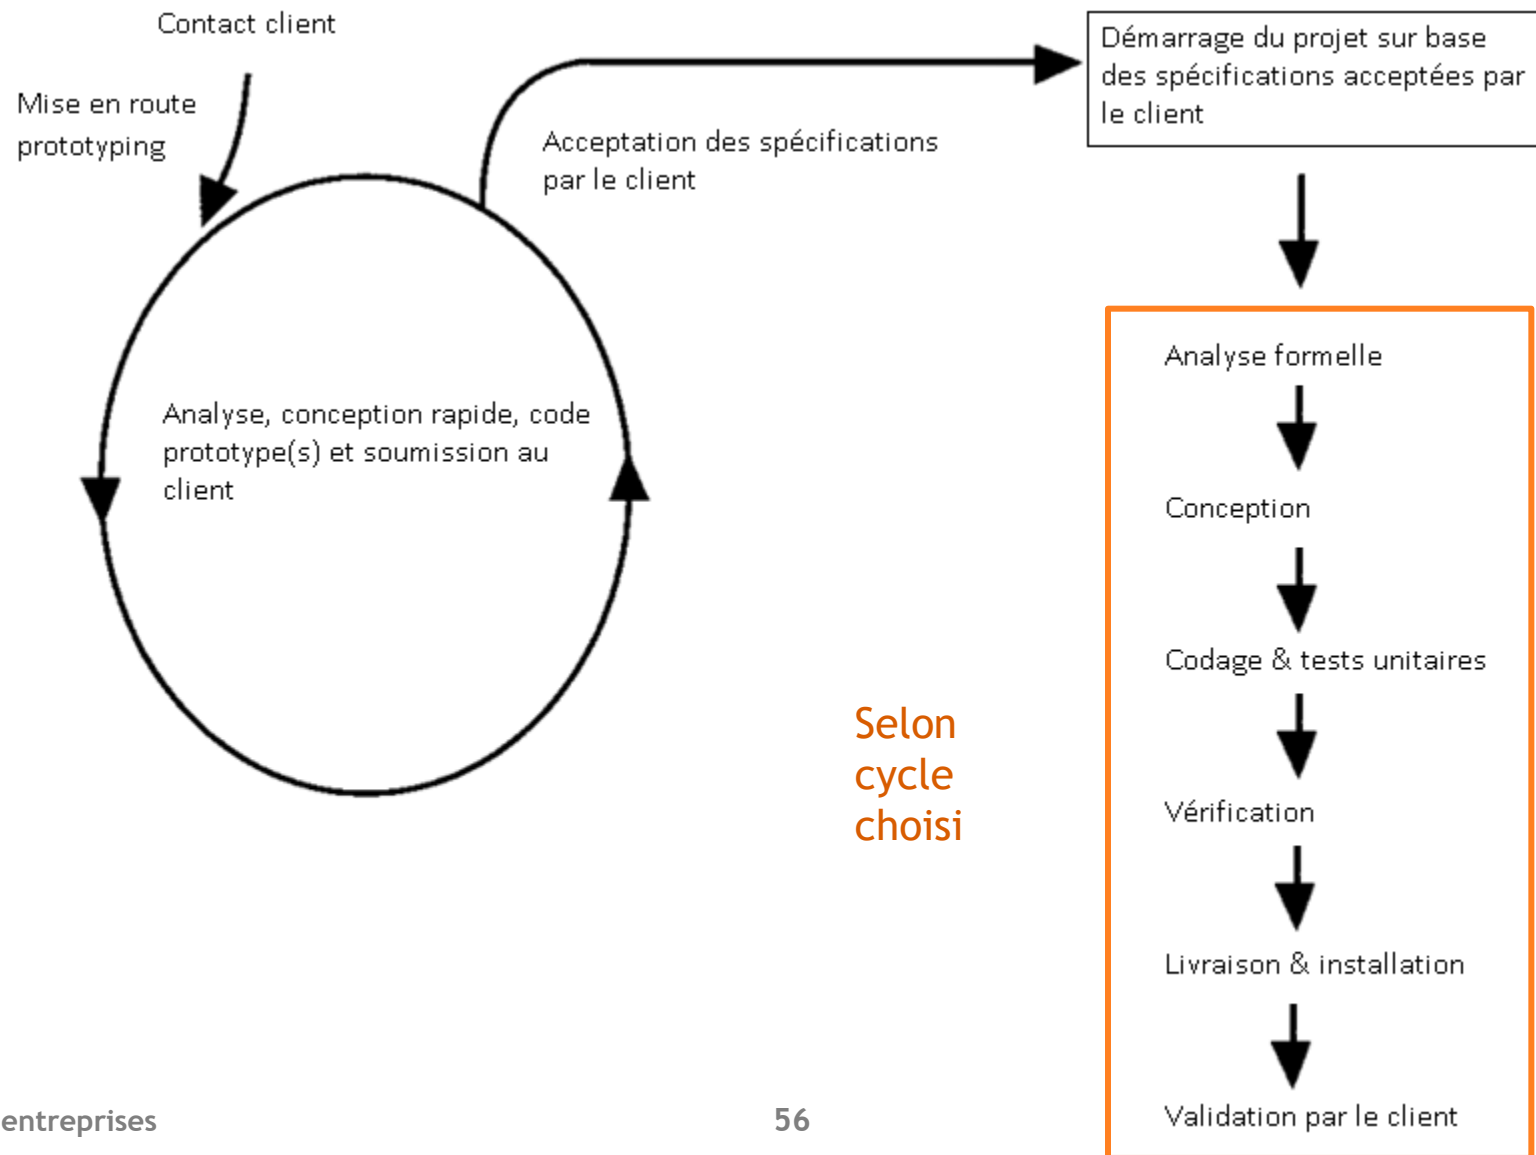 Contact client
Mise en route
prototyping
Acceptation des spécifications
par le client
Démarrage du projet sur base
des spécifications acceptées par
le client
Analyse, conception rapide, code
prototype(s) et soumission au
client
Selon
cycle
choisi
Analyse formelle
Conception
Codage & tests unitaires
Vérification
Livraison & installation
Validation par le client
entreprises
56